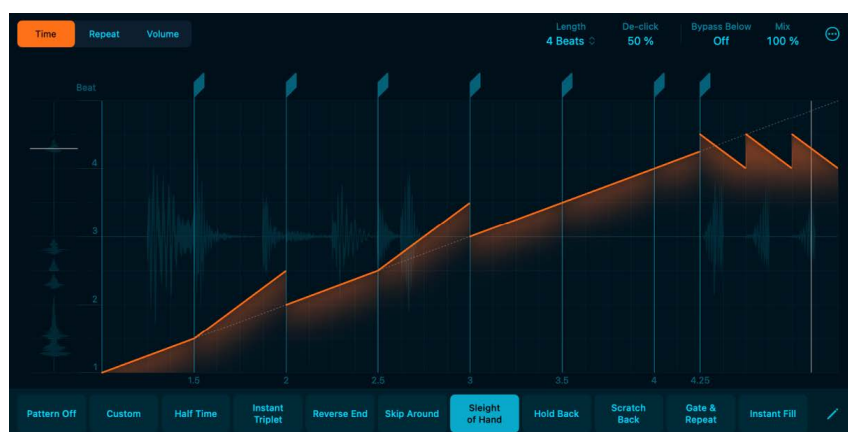 Time Repeat Volume
Length De-click Bypass Below Mix
4 Beats 50 % Off 100 %
Beat
4
3
2
1
1.5 2 2.5 3 3.5 4 4.25
Pattern Off Custom Half Time Instant Triplet Reverse End Skip Around Sleight of Hand Hold Back Scratch Back Gate & Repeat Instant Fill